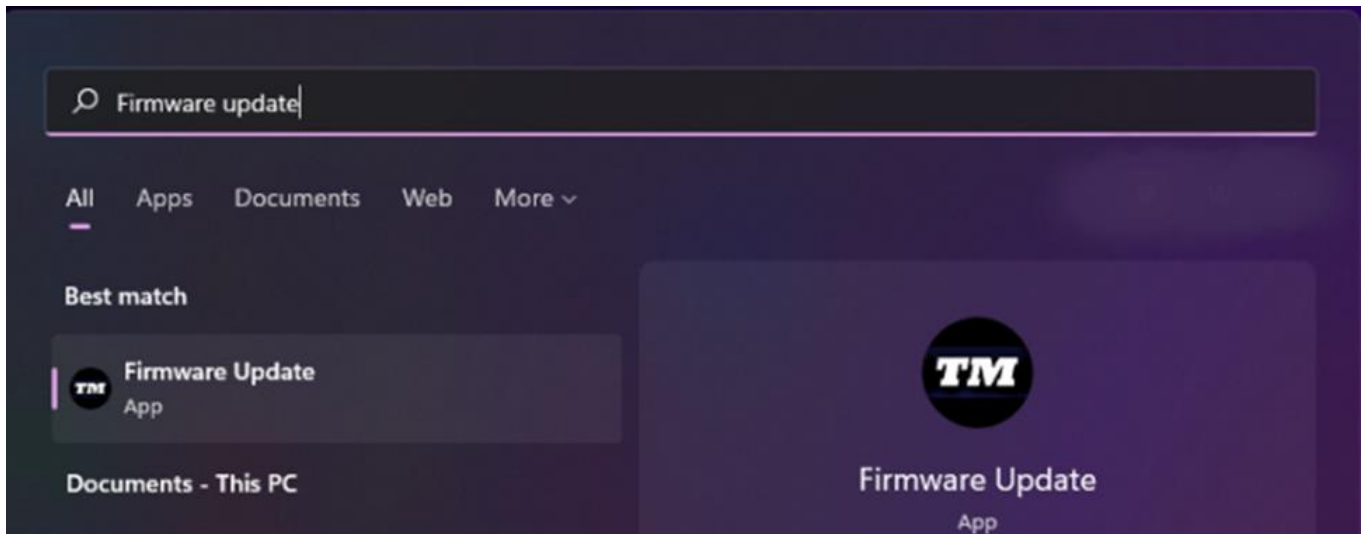 Firmware update
All Apps Documents Web More
Best match
TM Firmware Update
App
Documents - This PC
TM
Firmware Update
App